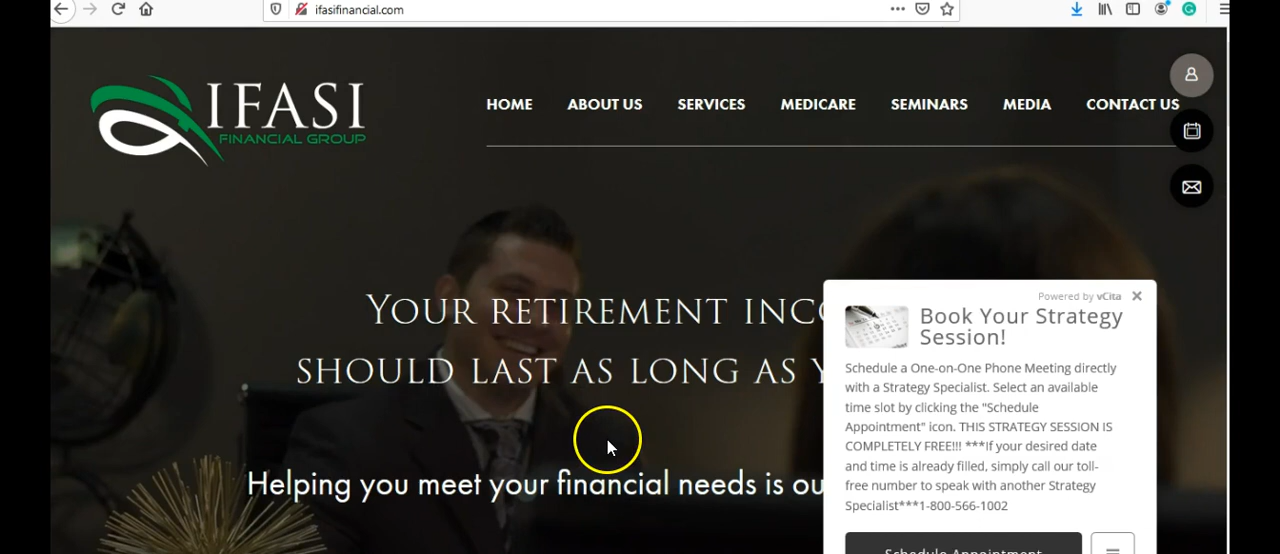 ifasifinancial.com
IFASI
FINANCIAL GROUP
HOME ABOUT US SERVICES MEDICARE SEMINARS MEDIA CONTACT US
YOUR RETIREMENT
SHOULD LAST AS LONG AS
Helping you meet your financial needs is
Powered by vCita
Book Your Strategy
Session!
Schedule a One-on-One Phone Meeting directly
with a Strategy Specialist. Select an available
time slot by clicking the "Schedule
Appointment" icon. THIS STRATEGY SESSION IS
COMPLETELY FREE!!! ***If your desired date
and time is already filled, simply call our toll-
free number to speak with another Strategy
Specialist***1-800-566-1002
Schedule Appointment